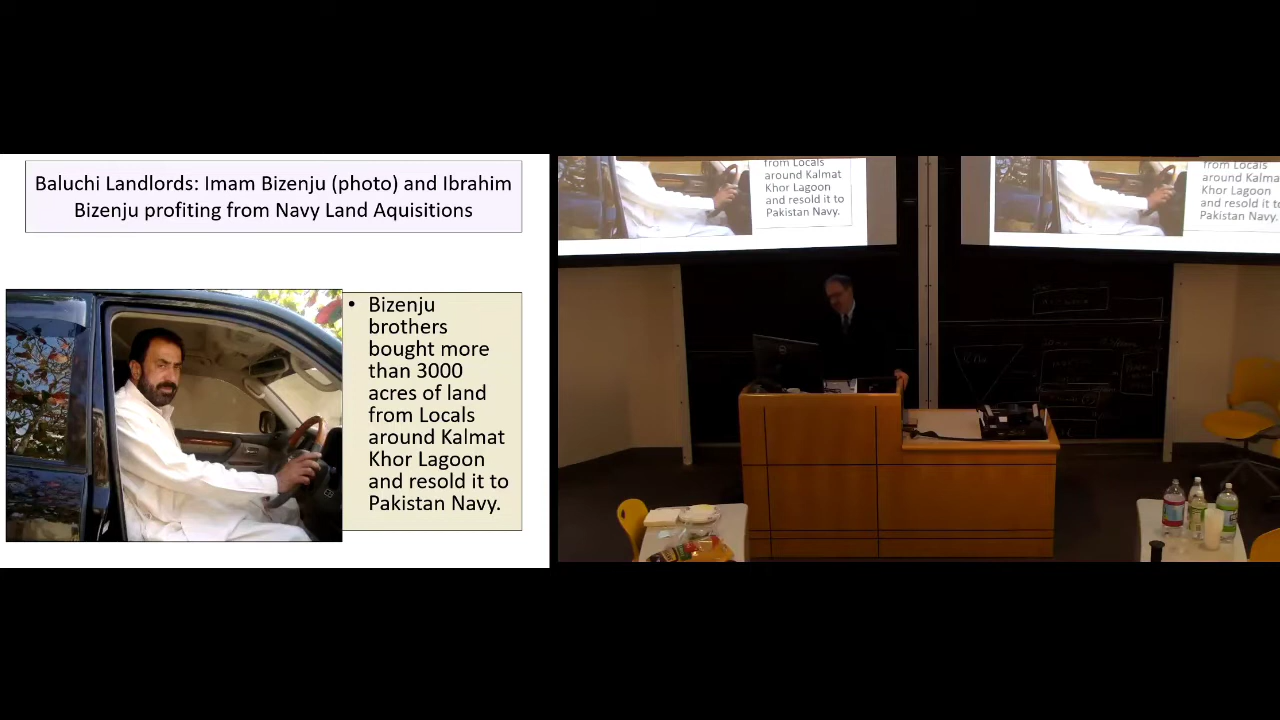 Baluchi Landlords: Imam Bizenju (photo) and Ibrahim
Bizenju profiting from Navy Land Aquisitions
• Bizenju
brothers
bought more
than 3000
acres of land
from Locals
around Kalmat
Khor Lagoon
and resold it to
Pakistan Navy.
from Locals
around Kalmat
Khor Lagoon
and resold it to
Pakistan Navy.
from Locals
around Kalmat
Khor Lagoon
and resold it to
Pakistan Navy.